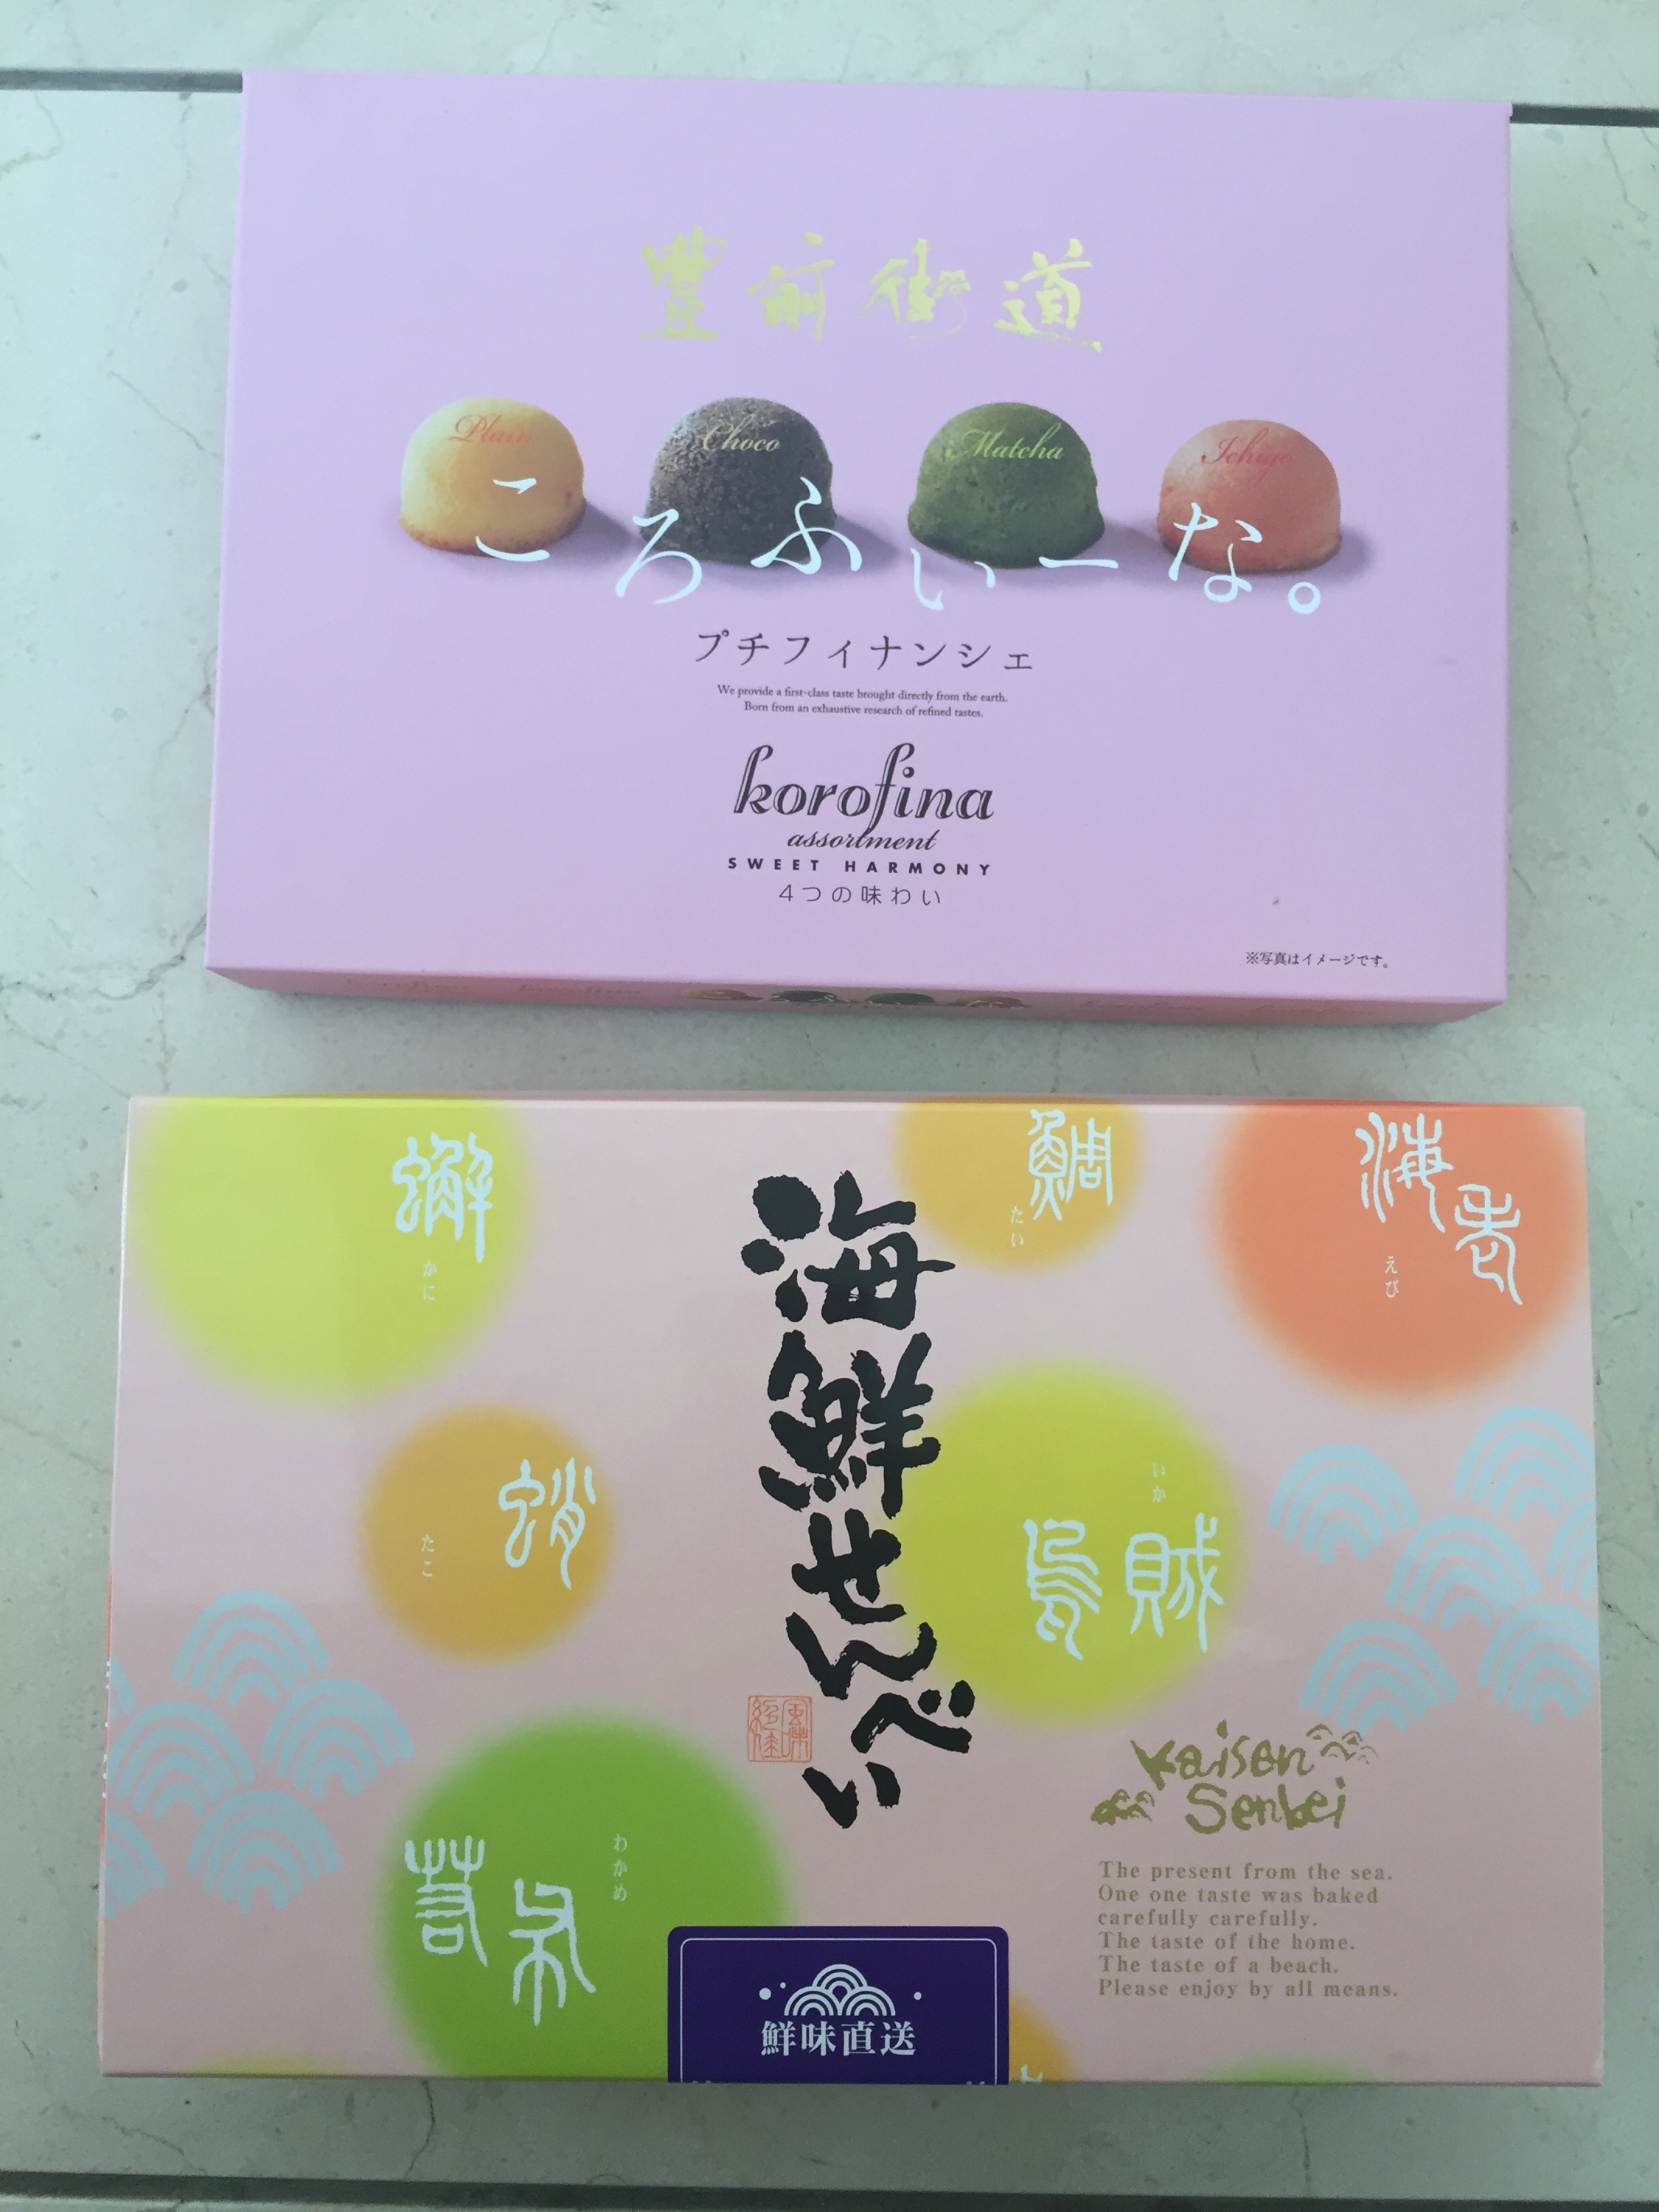 豊前街道
Plain
Choco
Matcha
Ichigo
ころふぃーな。
プチフィナンシェ
We provide a first-class taste brought directly from the earth.
Born from an exhaustive research of refined tastes.
korofina
assortment
SWEET HARMONY
4つの味わい
※写真はイメージです。
海老
えび
鯛
たい
海鮮せんべい
風味絶佳
蟹
かに
蛸
たこ
いか
烏賊
わかめ
若布
Kaisen
Senbei
The present from the sea.
One one taste was baked
carefully carefully.
The taste of the home.
The taste of a beach.
Please enjoy by all means.
鮮味直送